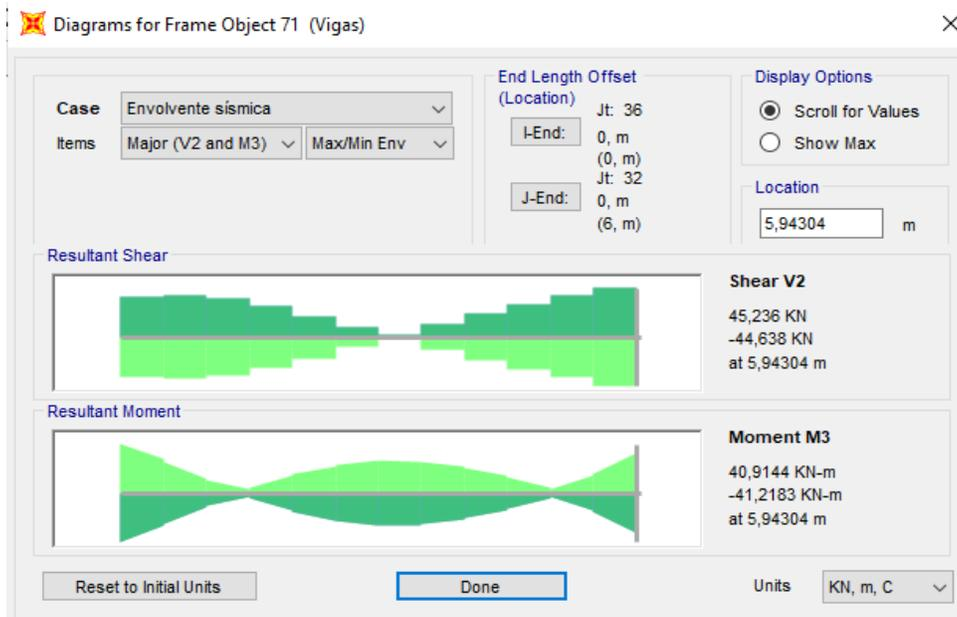 Diagrams for Frame Object 71 (Vigas)
Case Envolvente sísmica
Items Major (V2 and M3) Max/Min Env
End Length Offset
(Location)
I-End:
Jt: 36
0, m
(0, m)
J-End:
Jt: 32
0, m
(6, m)
Display Options
Scroll for Values
Show Max
Location
5,94304 m
Resultant Shear
Shear V2
45,236 KN
-44,638 KN
at 5,94304 m
Resultant Moment
Moment M3
40,9144 KN-m
-41,2183 KN-m
at 5,94304 m
Reset to Initial Units
Done
Units KN, m, C